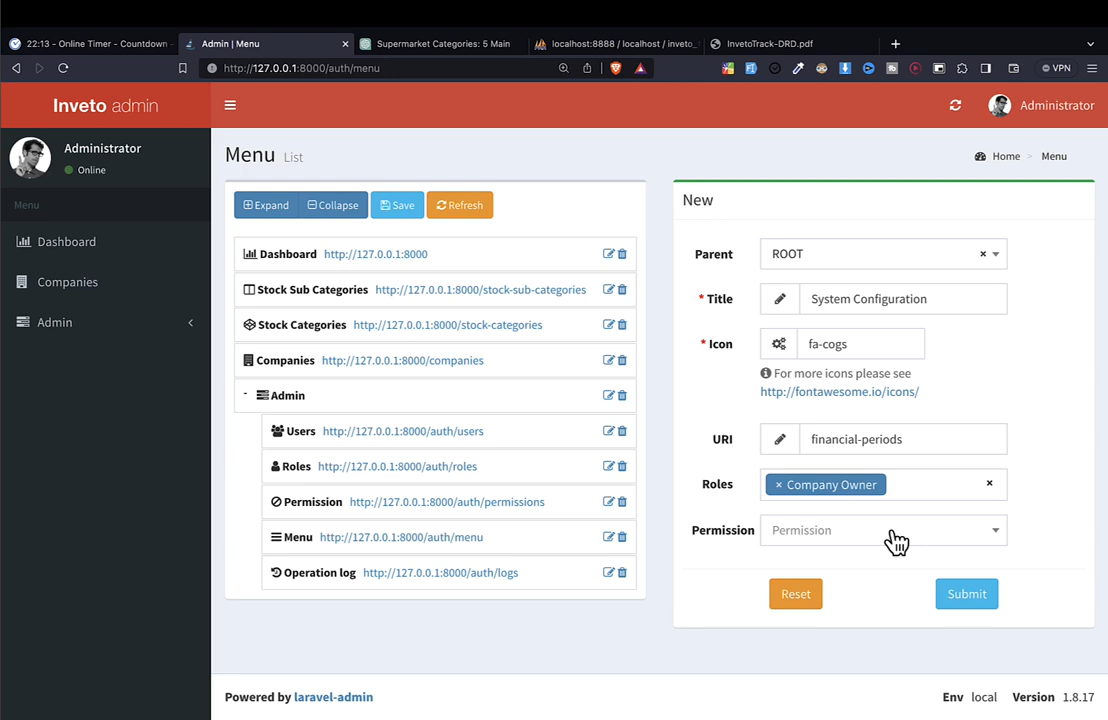 22:13 - Online Timer - Countdown
Admin | Menu
Supermarket Categories: 5 Main
localhost:8888 / localhost / inveto_
InvetoTrack-DRD.pdf
http://127.0.0.1:8000/auth/menu
VPN
Inveto admin
Administrator
Administrator
Online
Menu
Dashboard
Companies
Admin
Menu List
Home > Menu
Expand Collapse Save Refresh
Dashboard http://127.0.0.1:8000
Stock Sub Categories http://127.0.0.1:8000/stock-sub-categories
Stock Categories http://127.0.0.1:8000/stock-categories
Companies http://127.0.0.1:8000/companies
- Admin
Users http://127.0.0.1:8000/auth/users
Roles http://127.0.0.1:8000/auth/roles
Permission http://127.0.0.1:8000/auth/permissions
Menu http://127.0.0.1:8000/auth/menu
Operation log http://127.0.0.1:8000/auth/logs
New
Parent ROOT ×
* Title System Configuration
* Icon fa-cogs
For more icons please see
http://fontawesome.io/icons/
URI financial-periods
Roles × Company Owner ×
Permission Permission
Reset Submit
Powered by laravel-admin
Env local Version 1.8.17